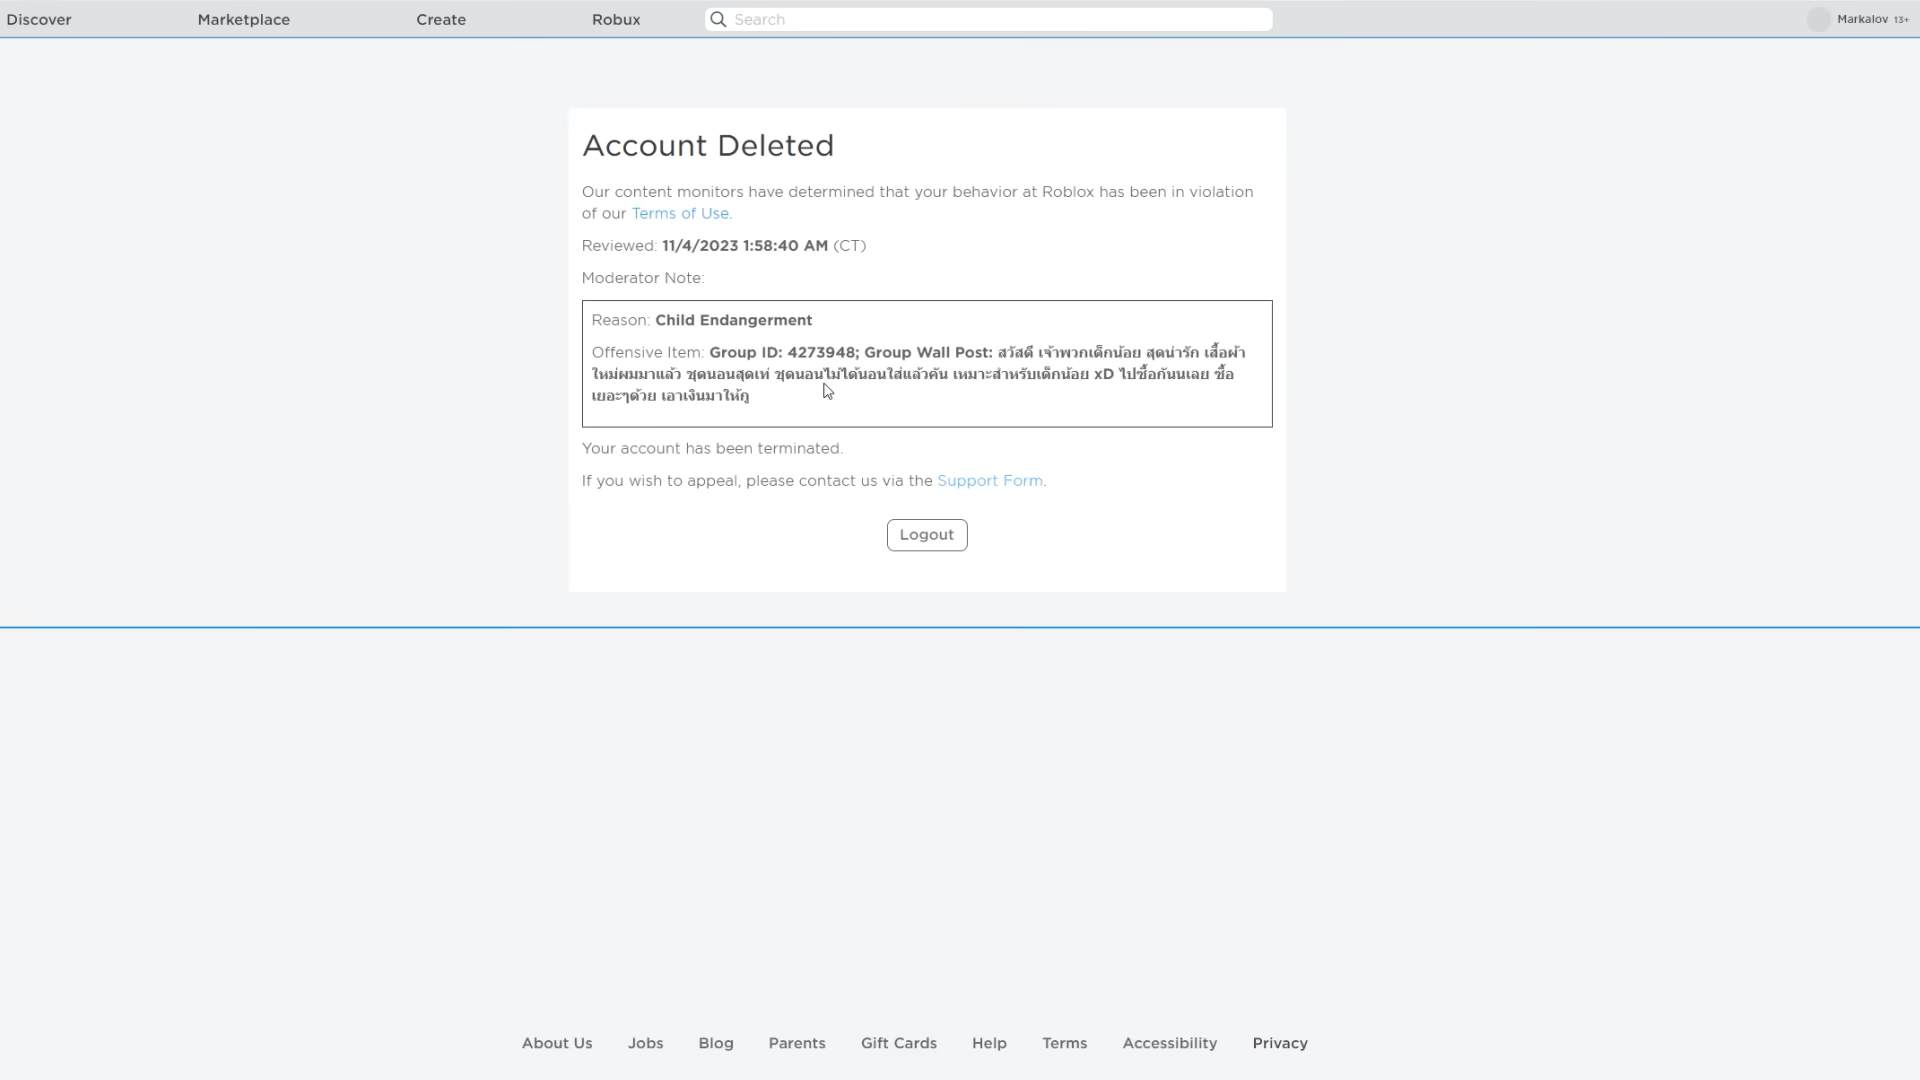 Discover Marketplace Create Robux Search Markalov 13+
Account Deleted
Our content monitors have determined that your behavior at Roblox has been in violation
of our Terms of Use.
Reviewed: 11/4/2023 1:58:40 AM (CT)
Moderator Note:
Reason: Child Endangerment
Offensive Item: Group ID: 4273948; Group Wall Post: สวัสดี เจ้าพวกเด็กน้อย สุดน่ารัก เสื้อผ้า
ใหม่ผมมาแล้ว ชุดนอนสุดเท่ ชุดนอนไม่ได้นอนใส่แล้วคัน เหมาะสำหรับเด็กน้อย xD ไปซื้อกันนเลย ซื้อ
เยอะๆด้วย เอาเงินมาให้กู
Your account has been terminated.
If you wish to appeal, please contact us via the Support Form.
Logout
About Us Jobs Blog Parents Gift Cards Help Terms Accessibility Privacy